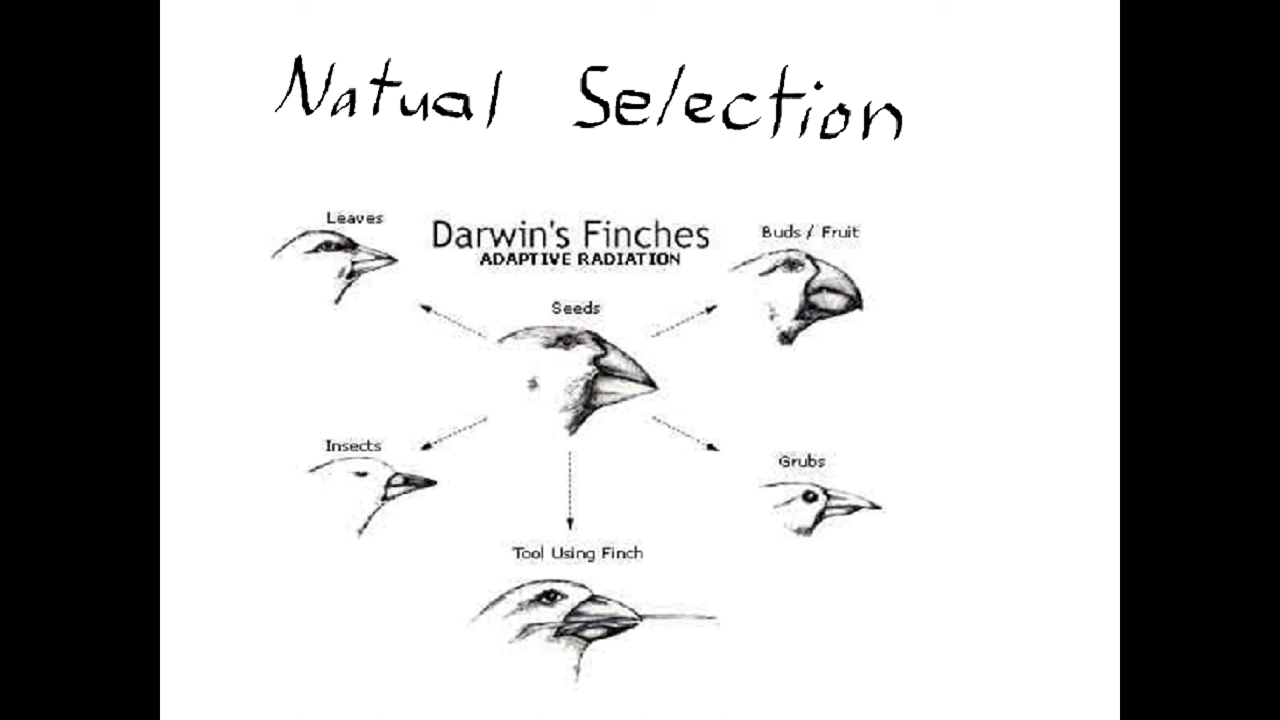 Natual Selection
Leaves
Darwin's Finches
ADAPTIVE RADIATION
Buds / Fruit
Seeds
Insects
Grubs
Tool Using Finch